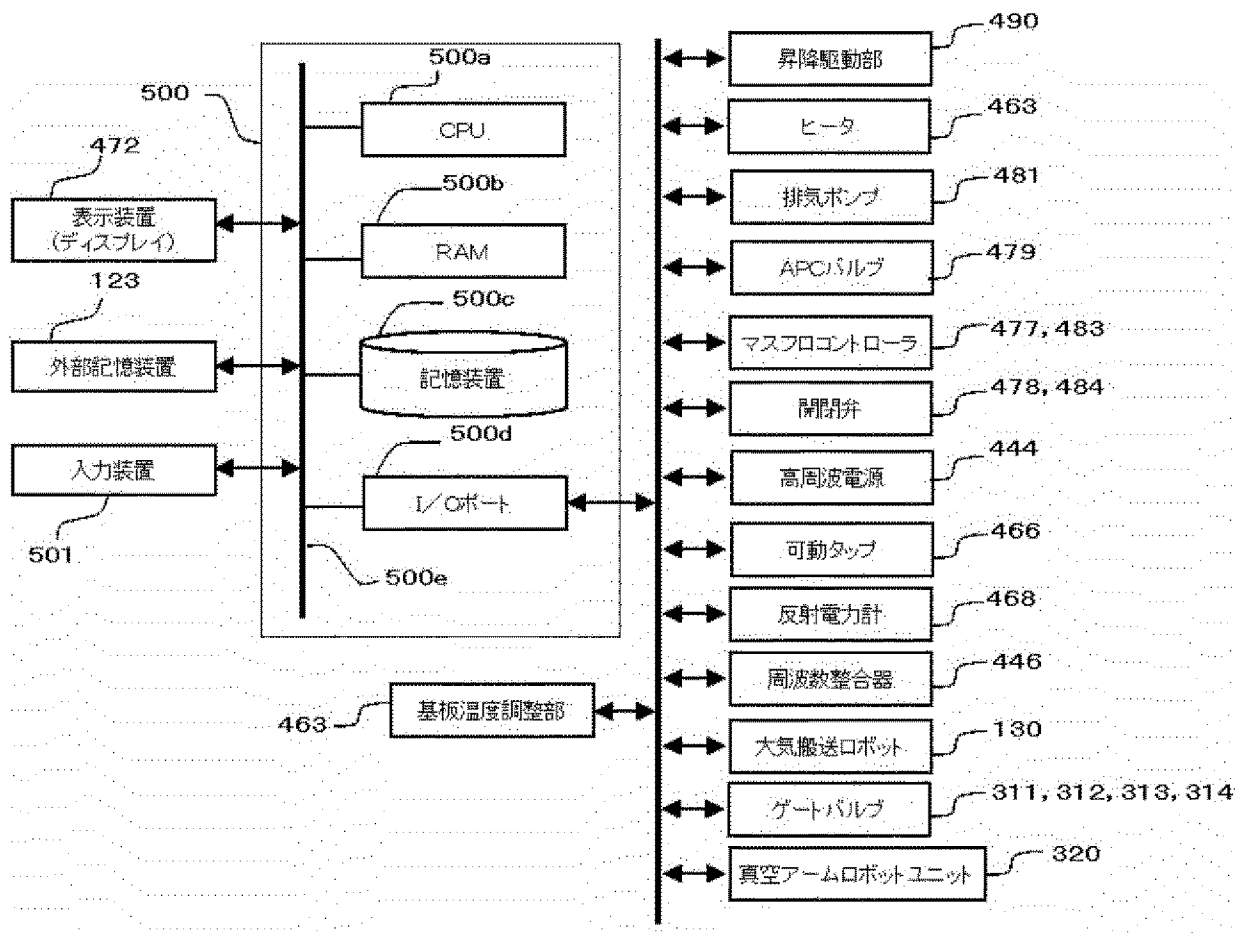 500
472
表示装置
(ディスプレイ)
123
外部記憶装置
入力装置
501
500a
CPU
500b
RAM
500c
記憶装置
500d
I/Oポート
500e
463
基板温度調整部
昇降駆動部
490
ヒータ
463
排気ポンプ
481
APCバルブ
479
マスフロコントローラ
477, 483
開閉弁
478, 484
高周波電源
444
可動タップ
466
反射電力計
468
周波数整合器
446
大気搬送ロボット
130
ゲートバルブ
311, 312, 313, 314
真空アームロボットユニット
320